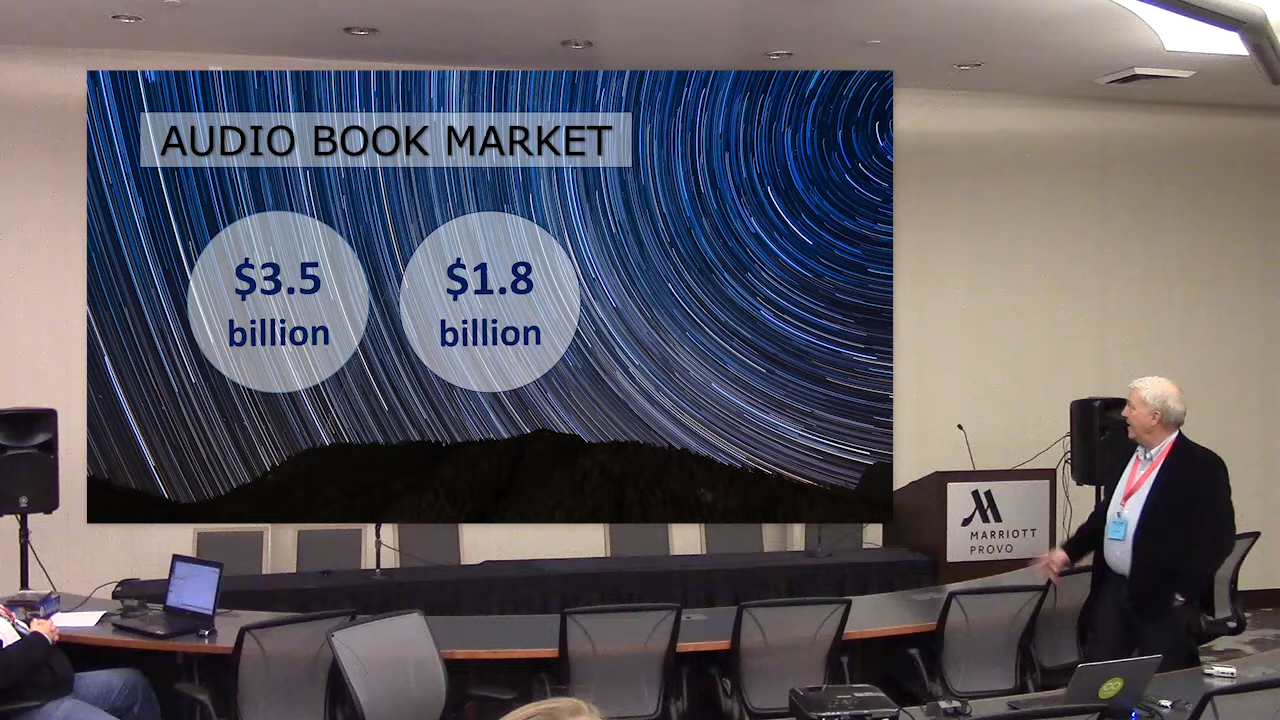 AUDIO BOOK MARKET
$3.5
billion
$1.8
billion
MARRIOTT
PROVO